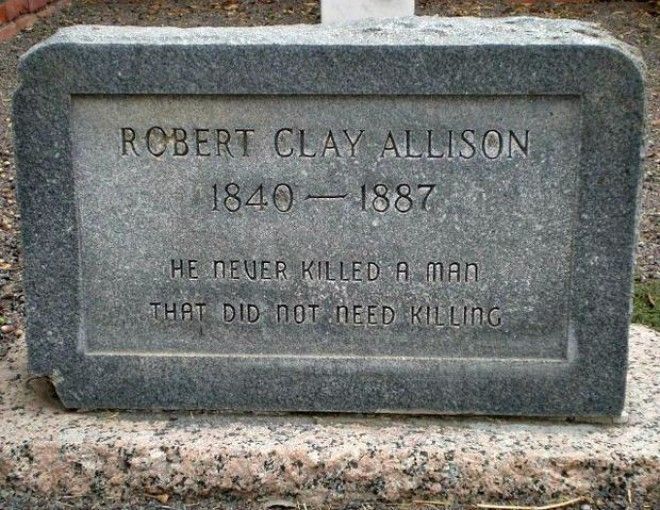 ROBERT CLAY ALLISON
1840 — 1887
HE NEVER KILLED A MAN
THAT DID NOT NEED KILLING